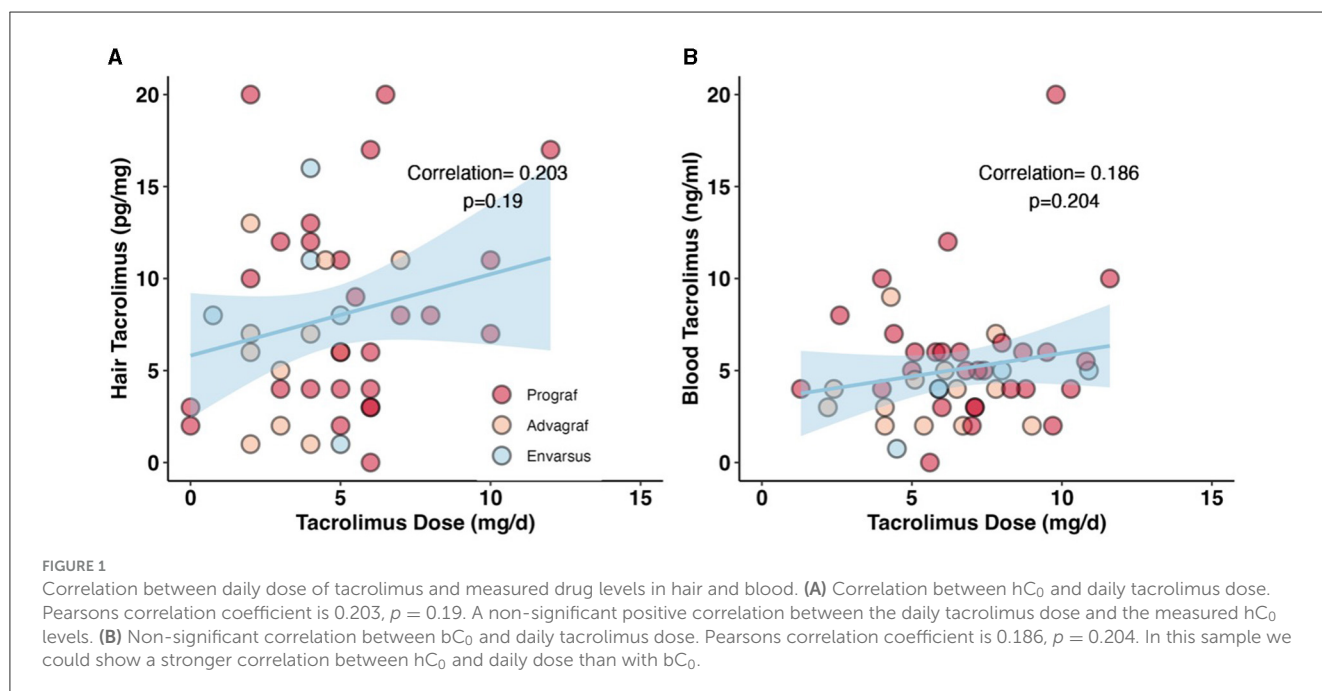 A
B
20
15
10
5
0
Hair Tacrolimus (pg/mg)
Correlation= 0.203
p=0.19
Prograf
Advagraf
Envarsus
0 5 10 15
Tacrolimus Dose (mg/d)
20
15
10
5
0
Blood Tacrolimus (ng/ml)
Correlation= 0.186
p=0.204
0 5 10 15
Tacrolimus Dose (mg/d)
FIGURE 1
Correlation between daily dose of tacrolimus and measured drug levels in hair and blood. (A) Correlation between hC₀ and daily tacrolimus dose.
Pearsons correlation coefficient is 0.203, p = 0.19. A non-significant positive correlation between the daily tacrolimus dose and the measured hC₀
levels. (B) Non-significant correlation between bC₀ and daily tacrolimus dose. Pearsons correlation coefficient is 0.186, p = 0.204. In this sample we
could show a stronger correlation between hC₀ and daily dose than with bC₀.